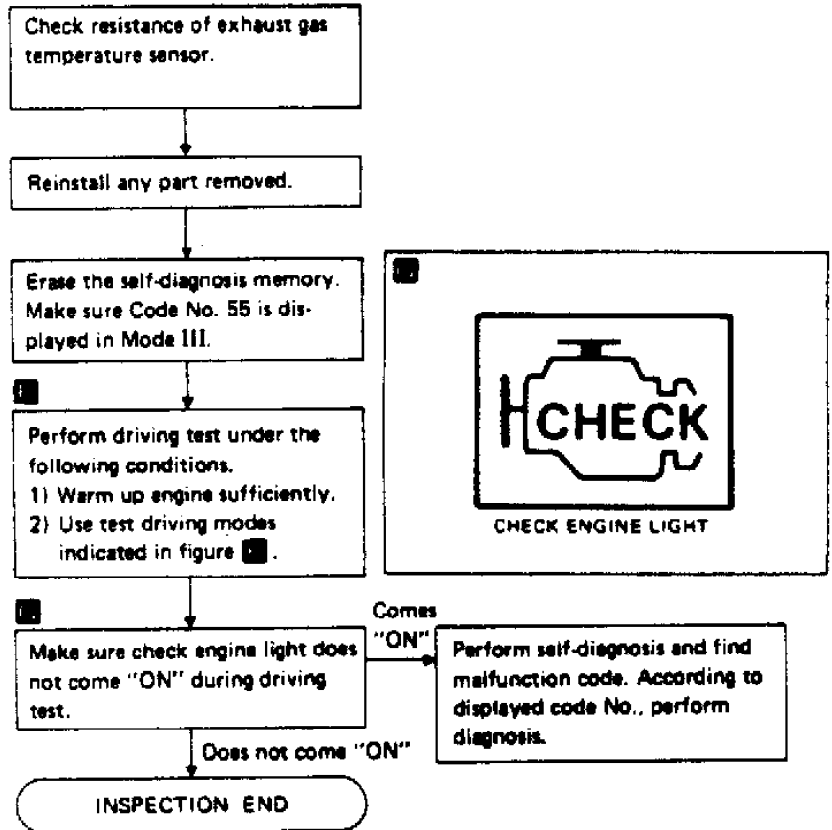 Check resistance of exhaust gas
temperature sensor.
Reinstall any part removed.
Erase the self-diagnosis memory.
Make sure Code No. 55 is dis-
played in Mode III.
Perform driving test under the
following conditions.
1) Warm up engine sufficiently.
2) Use test driving modes
indicated in figure .
CHECK
CHECK ENGINE LIGHT
Make sure check engine light does
not come "ON" during driving
test.
Comes
"ON"
Perform self-diagnosis and find
malfunction code. According to
displayed code No., perform
diagnosis.
Does not come "ON"
INSPECTION END